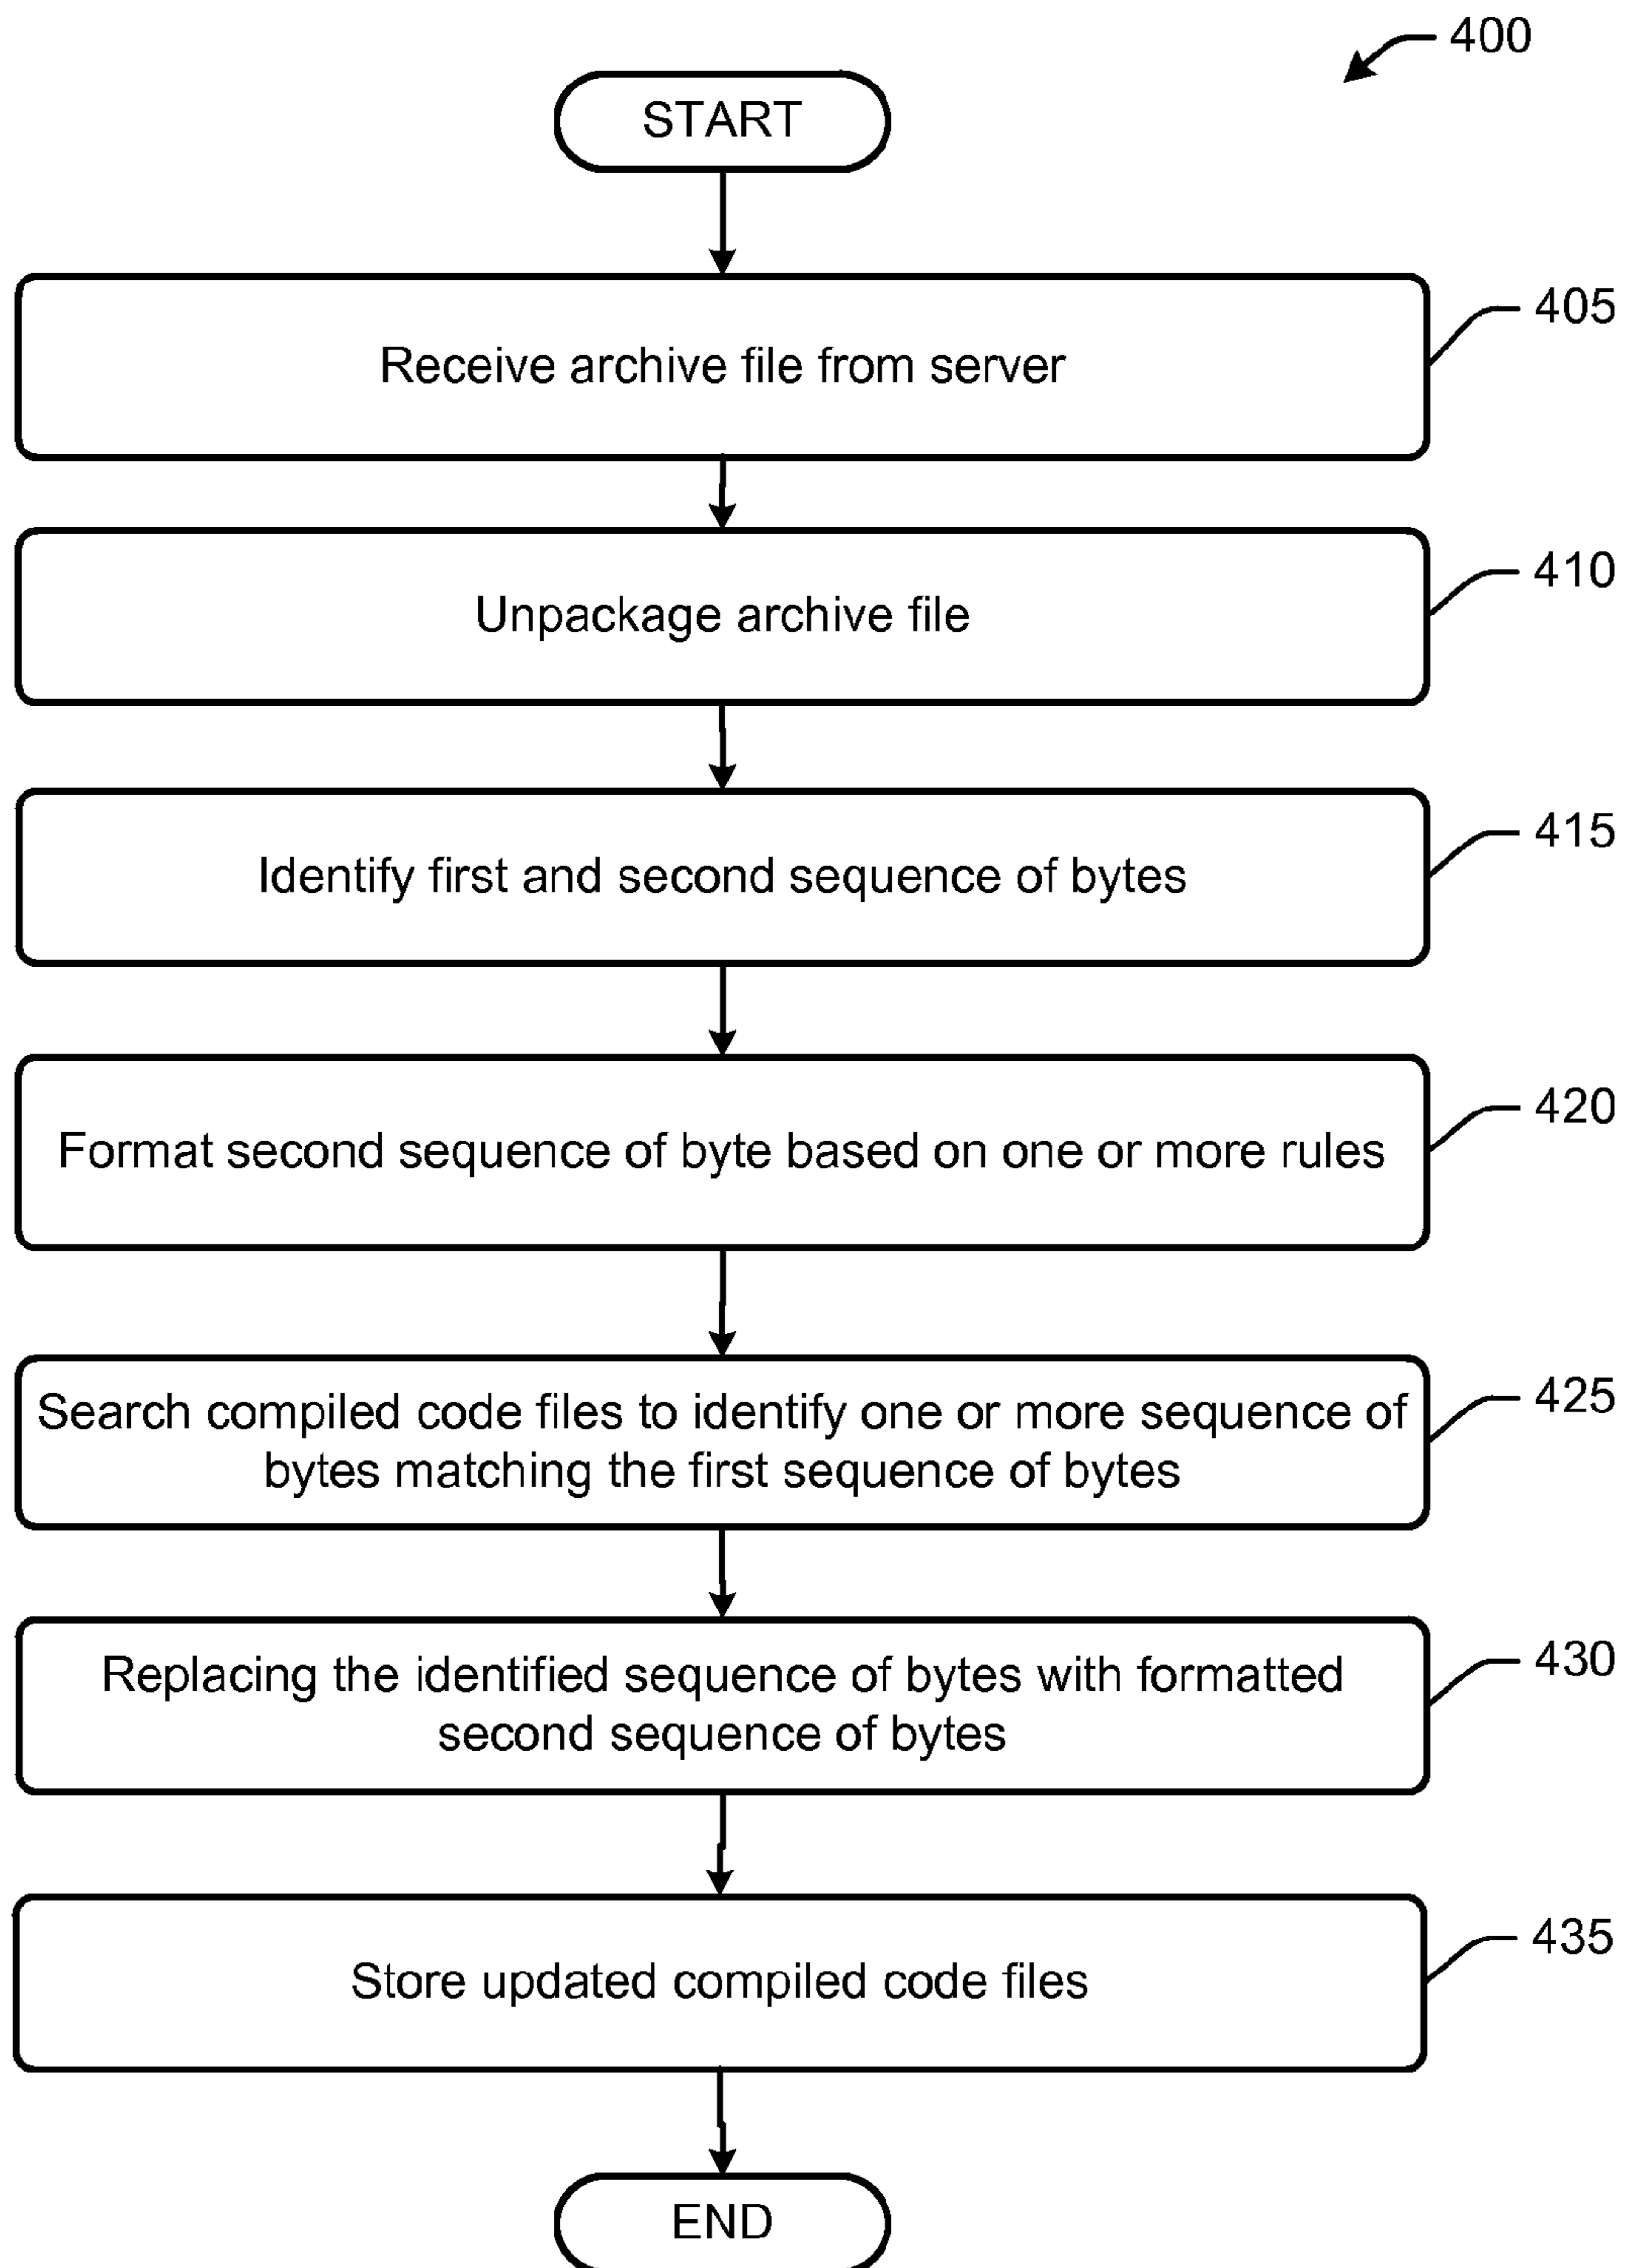 400
START
405
Receive archive file from server
410
Unpackage archive file
415
Identify first and second sequence of bytes
420
Format second sequence of byte based on one or more rules
425
Search compiled code files to identify one or more sequence of
bytes matching the first sequence of bytes
430
Replacing the identified sequence of bytes with formatted
second sequence of bytes
435
Store updated compiled code files
END